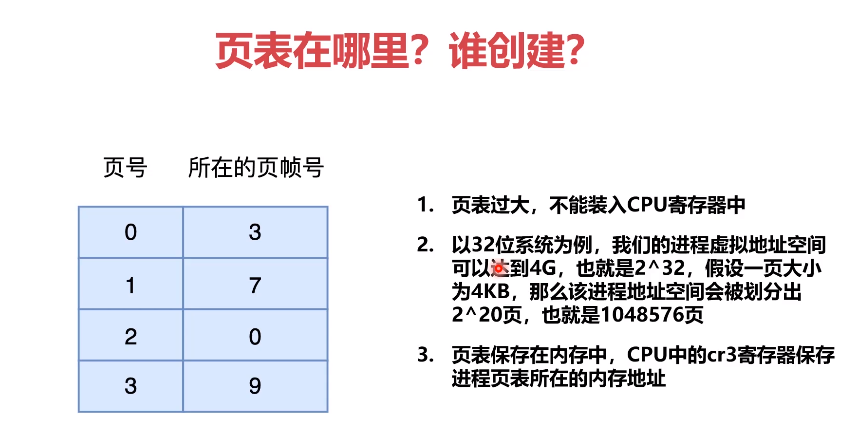 页表在哪里？谁创建？
页号 所在的页帧号
0 3
1 7
2 0
3 9
1. 页表过大，不能装入CPU寄存器中
2. 以32位系统为例，我们的进程虚拟地址空间
可以达到4G，也就是2^32，假设一页大小
为4KB，那么该进程地址空间会被划分出
2^20页，也就是1048576页
3. 页表保存在内存中，CPU中的cr3寄存器保存
进程页表所在的内存地址